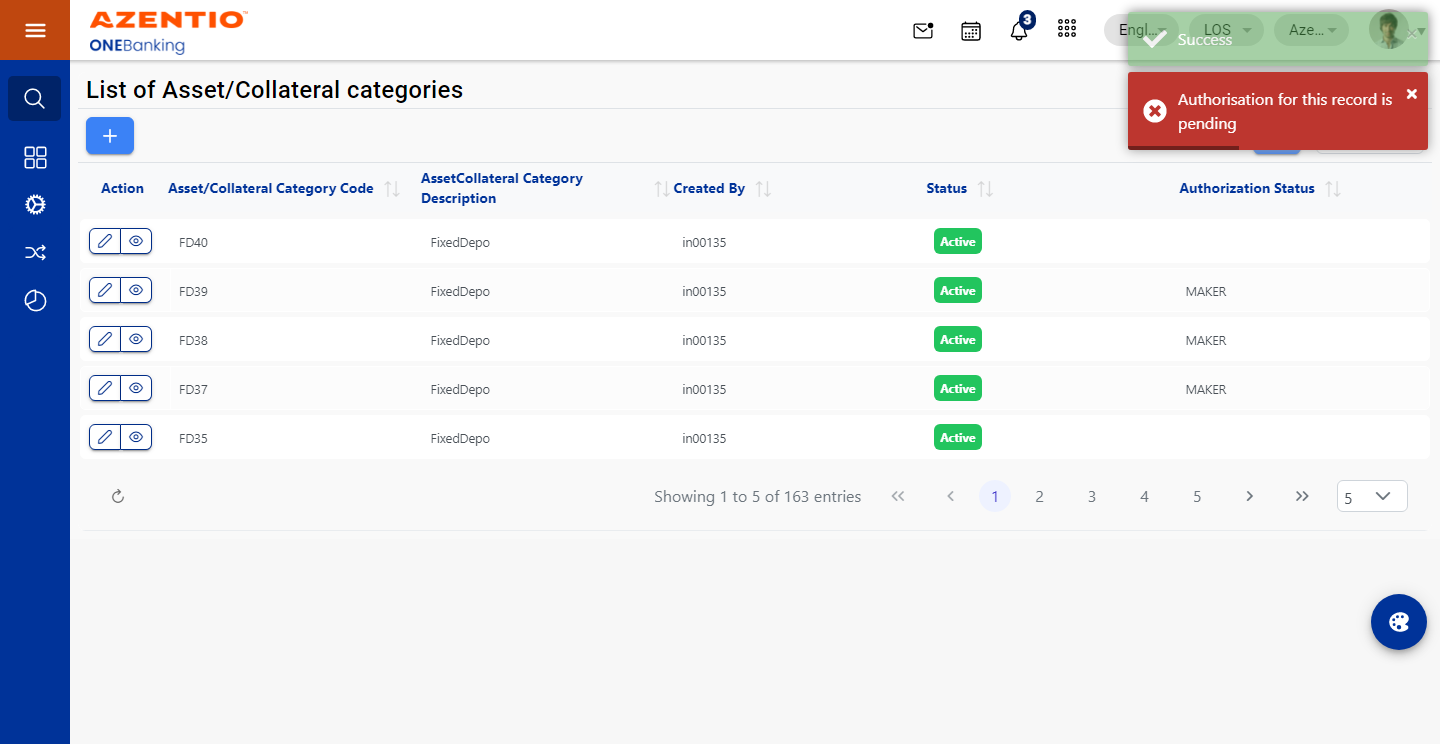 AZENTIO™
ONEBanking
3
Engl...
LOS
Aze...
Success
List of Asset/Collateral categories
Authorisation for this record is
pending
Action
Asset/Collateral Category Code
AssetCollateral Category
Description
Created By
Status
Authorization Status
FD40 FixedDepo in00135 Active
FD39 FixedDepo in00135 Active MAKER
FD38 FixedDepo in00135 Active MAKER
FD37 FixedDepo in00135 Active MAKER
FD35 FixedDepo in00135 Active
Showing 1 to 5 of 163 entries
1 2 3 4 5
5